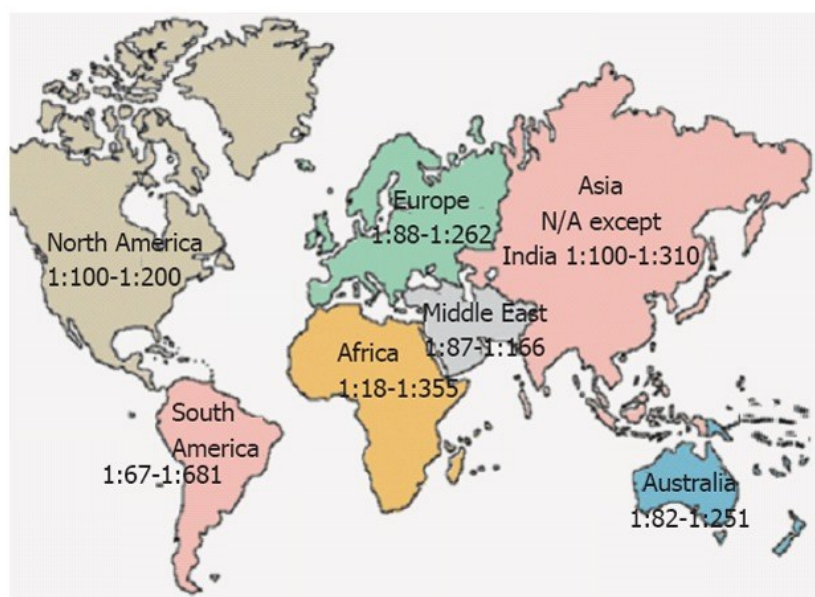 North America
1:100-1:200
Europe
1:88-1:262
Asia
N/A except
India 1:100-1:310
Middle East
1:87-1:166
Africa
1:18-1:355
South
America
1:67-1:681
Australia
1:82-1:251